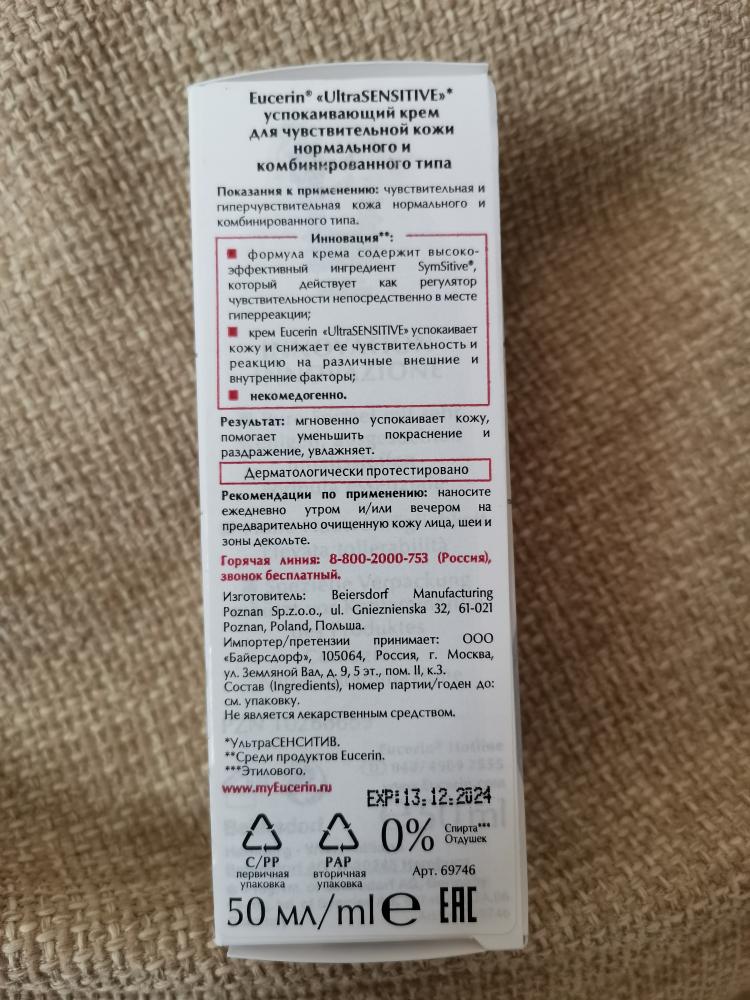 Eucerin® «UltraSENSITIVE»*
успокаивающий крем
для чувствительной кожи
нормального и
комбинированного типа
Показания к применению: чувствительная и
гиперчувствительная кожа нормального и
комбинированного типа.
Инновация**:
формула крема содержит высоко-
эффективный ингредиент SymSitive®,
который действует как регулятор
чувствительности непосредственно в месте
гиперреакции;
крем Eucerin «UltraSENSITIVE» успокаивает
кожу и снижает ее чувствительность и
реакцию на различные внешние и
внутренние факторы;
некомедогенно.
Результат: мгновенно успокаивает кожу,
помогает уменьшить покраснение и
раздражение, увлажняет.
Дерматологически протестировано
Рекомендации по применению: наносите
ежедневно утром и/или вечером на
предварительно очищенную кожу лица, шеи и
зоны декольте.
Горячая линия: 8-800-2000-753 (Россия),
звонок бесплатный.
Изготовитель: Beiersdorf Manufacturing
Poznan Sp.z.o.o., ul. Gnieznienska 32, 61-021
Poznan, Poland, Польша.
Импортер/претензии принимает: ООО
«Байерсдорф», 105064, Россия, г. Москва,
ул. Земляной Вал, д. 9, 5 эт., пом. II, к.3.
Состав (Ingredients), номер партии/годен до:
см. упаковку.
Не является лекарственным средством.
*УльтраСЕНСИТИВ.
**Среди продуктов Eucerin.
***Этилового.
www.myEucerin.ru
EXP:13.12.2024
C/PP
первичная
упаковка
PAP
вторичная
упаковка
0% Спирта***
Отдушек
Арт. 69746
50 мл/ml e EAC